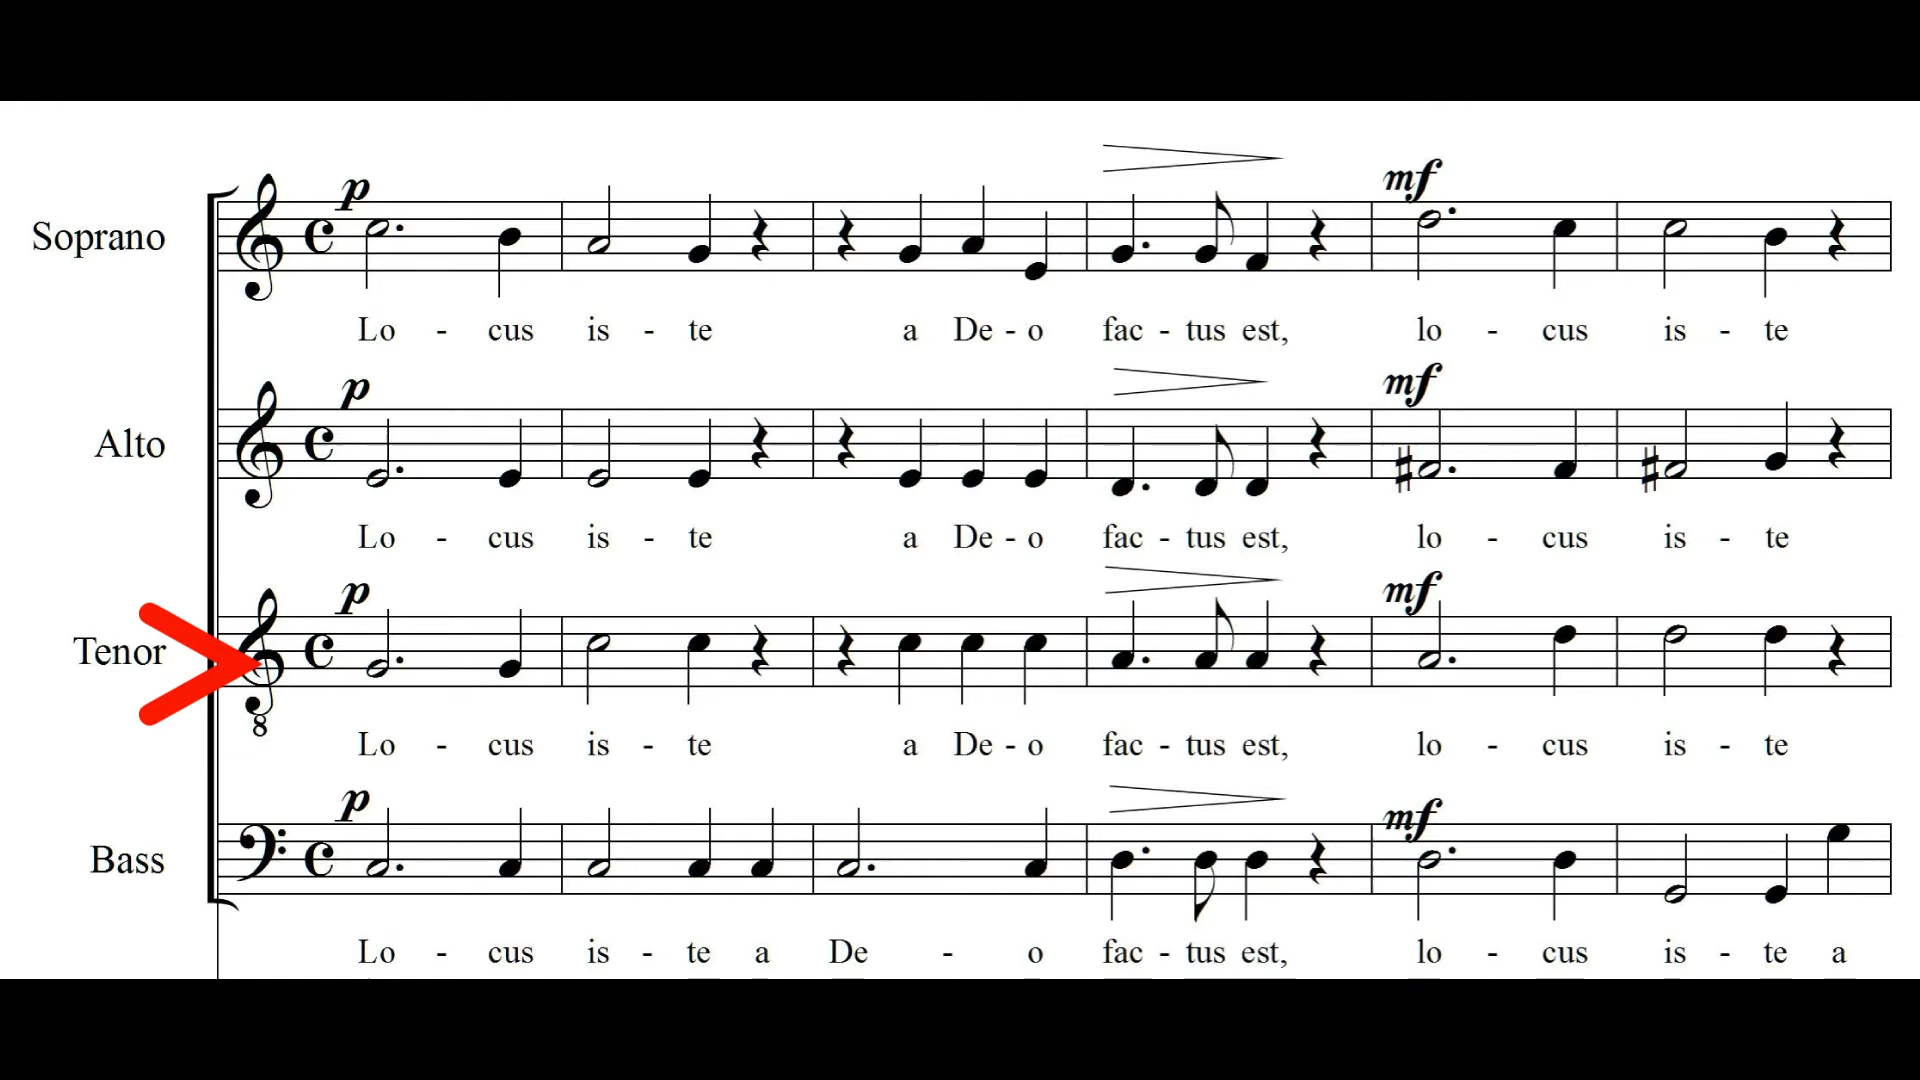 p mf
Soprano
Lo - cus is - te a De - o fac - tus est, lo - cus is - te
p mf
Alto
Lo - cus is - te a De - o fac - tus est, lo - cus is - te
p mf
Tenor
8
Lo - cus is - te a De - o fac - tus est, lo - cus is - te
p mf
Bass
Lo - cus is - te a De - o fac - tus est, lo - cus is - te a